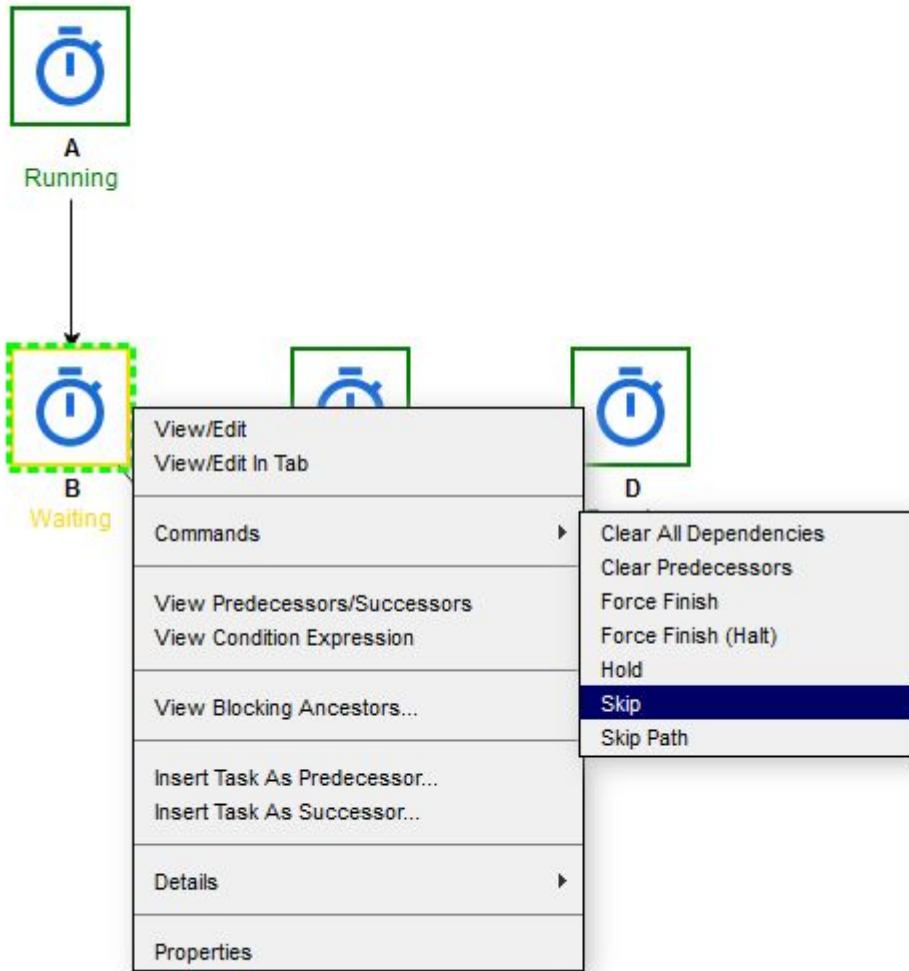 A
Running
B
Waiting
D
View/Edit
View/Edit In Tab
Commands
View Predecessors/Successors
View Condition Expression
View Blocking Ancestors...
Insert Task As Predecessor...
Insert Task As Successor...
Details
Properties
Clear All Dependencies
Clear Predecessors
Force Finish
Force Finish (Halt)
Hold
Skip
Skip Path